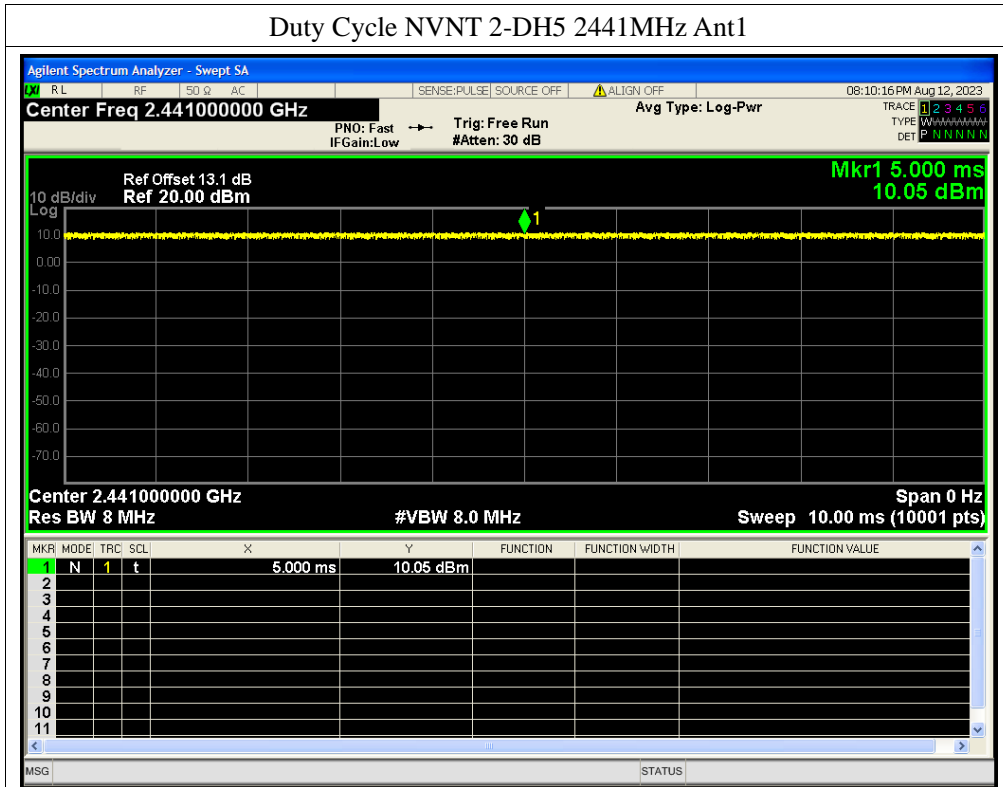 Duty Cycle NVNT 2-DH5 2441MHz Ant1
Agilent Spectrum Analyzer - Swept SA
LXI RL RF 50 Ω AC SENSE:PULSE SOURCE OFF ALIGN OFF 08:10:16 PM Aug 12, 2023
Center Freq 2.441000000 GHz
PNO: Fast
IFGain:Low
Trig: Free Run
#Atten: 30 dB
Avg Type: Log-Pwr
TRACE 1 2 3 4 5 6
TYPE WWWWWW
DET P N N N N N
Mkr1 5.000 ms
10.05 dBm
Ref Offset 13.1 dB
10 dB/div Ref 20.00 dBm
Log
1
10.0
0.00
-10.0
-20.0
-30.0
-40.0
-50.0
-60.0
-70.0
Center 2.441000000 GHz Span 0 Hz
Res BW 8 MHz #VBW 8.0 MHz Sweep 10.00 ms (10001 pts)
MKR MODE TRC SCL X Y FUNCTION FUNCTION WIDTH FUNCTION VALUE
1 N 1 t 5.000 ms 10.05 dBm
2
3
4
5
6
7
8
9
10
11
MSG STATUS